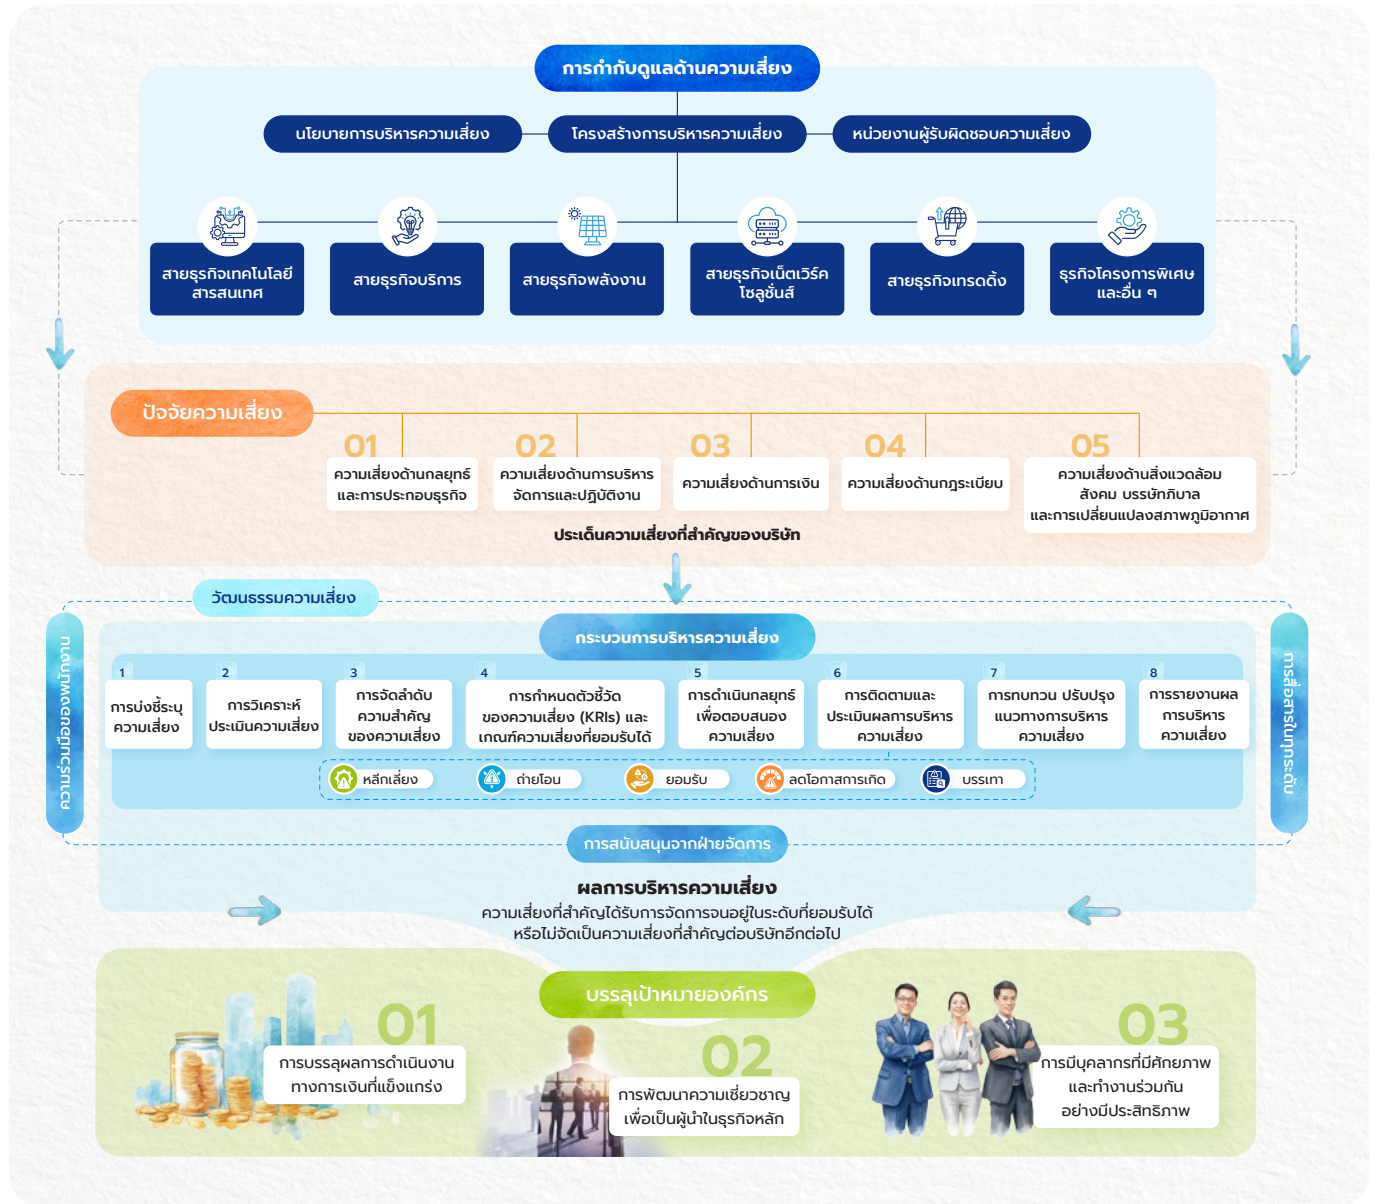 การกำกับดูแลด้านความเสี่ยง
นโยบายการบริหารความเสี่ยง
โครงสร้างการบริหารความเสี่ยง
หน่วยงานผู้รับผิดชอบความเสี่ยง
สายธุรกิจเทคโนโลยี
สารสนเทศ
สายธุรกิจบริการ
สายธุรกิจพลังงาน
สายธุรกิจเน็ตเวิร์ค
โซลูชั่นส์
สายธุรกิจเทรดดิ้ง
ธุรกิจโครงการพิเศษ
และอื่น ๆ
ปัจจัยความเสี่ยง
01
ความเสี่ยงด้านกลยุทธ์
และการประกอบธุรกิจ
02
ความเสี่ยงด้านการบริหาร
จัดการและปฏิบัติงาน
03
ความเสี่ยงด้านการเงิน
04
ความเสี่ยงด้านกฎระเบียบ
05
ความเสี่ยงด้านสิ่งแวดล้อม
สังคม บรรษัทภิบาล
และการเปลี่ยนแปลงสภาพภูมิอากาศ
ประเด็นความเสี่ยงที่สำคัญของบริษัท
วัฒนธรรมความเสี่ยง
กระบวนการบริหารความเสี่ยง
ความตระหนักของพนักงาน
1
การบ่งชี้ระบุ
ความเสี่ยง
2
การวิเคราะห์
ประเมินความเสี่ยง
3
การจัดลำดับ
ความสำคัญ
ของความเสี่ยง
4
การกำหนดตัวชี้วัด
ของความเสี่ยง (KRIs) และ
เกณฑ์ความเสี่ยงที่ยอมรับได้
5
การดำเนินกลยุทธ์
เพื่อตอบสนอง
ความเสี่ยง
6
การติดตามและ
ประเมินผลการบริหาร
ความเสี่ยง
7
การทบทวน ปรับปรุง
แนวทางการบริหาร
ความเสี่ยง
8
การรายงานผล
การบริหาร
ความเสี่ยง
การสื่อสารในทุกระดับ
หลีกเลี่ยง
ถ่ายโอน
ยอมรับ
ลดโอกาสการเกิด
บรรเทา
การสนับสนุนจากฝ่ายจัดการ
ผลการบริหารความเสี่ยง
ความเสี่ยงที่สำคัญได้รับการจัดการจนอยู่ในระดับที่ยอมรับได้
หรือไม่จัดเป็นความเสี่ยงที่สำคัญต่อบริษัทอีกต่อไป
บรรลุเป้าหมายองค์กร
01
การบรรลุผลการดำเนินงาน
ทางการเงินที่แข็งแกร่ง
02
การพัฒนาความเชี่ยวชาญ
เพื่อเป็นผู้นำในธุรกิจหลัก
03
การมีบุคลากรที่มีศักยภาพ
และทำงานร่วมกัน
อย่างมีประสิทธิภาพ